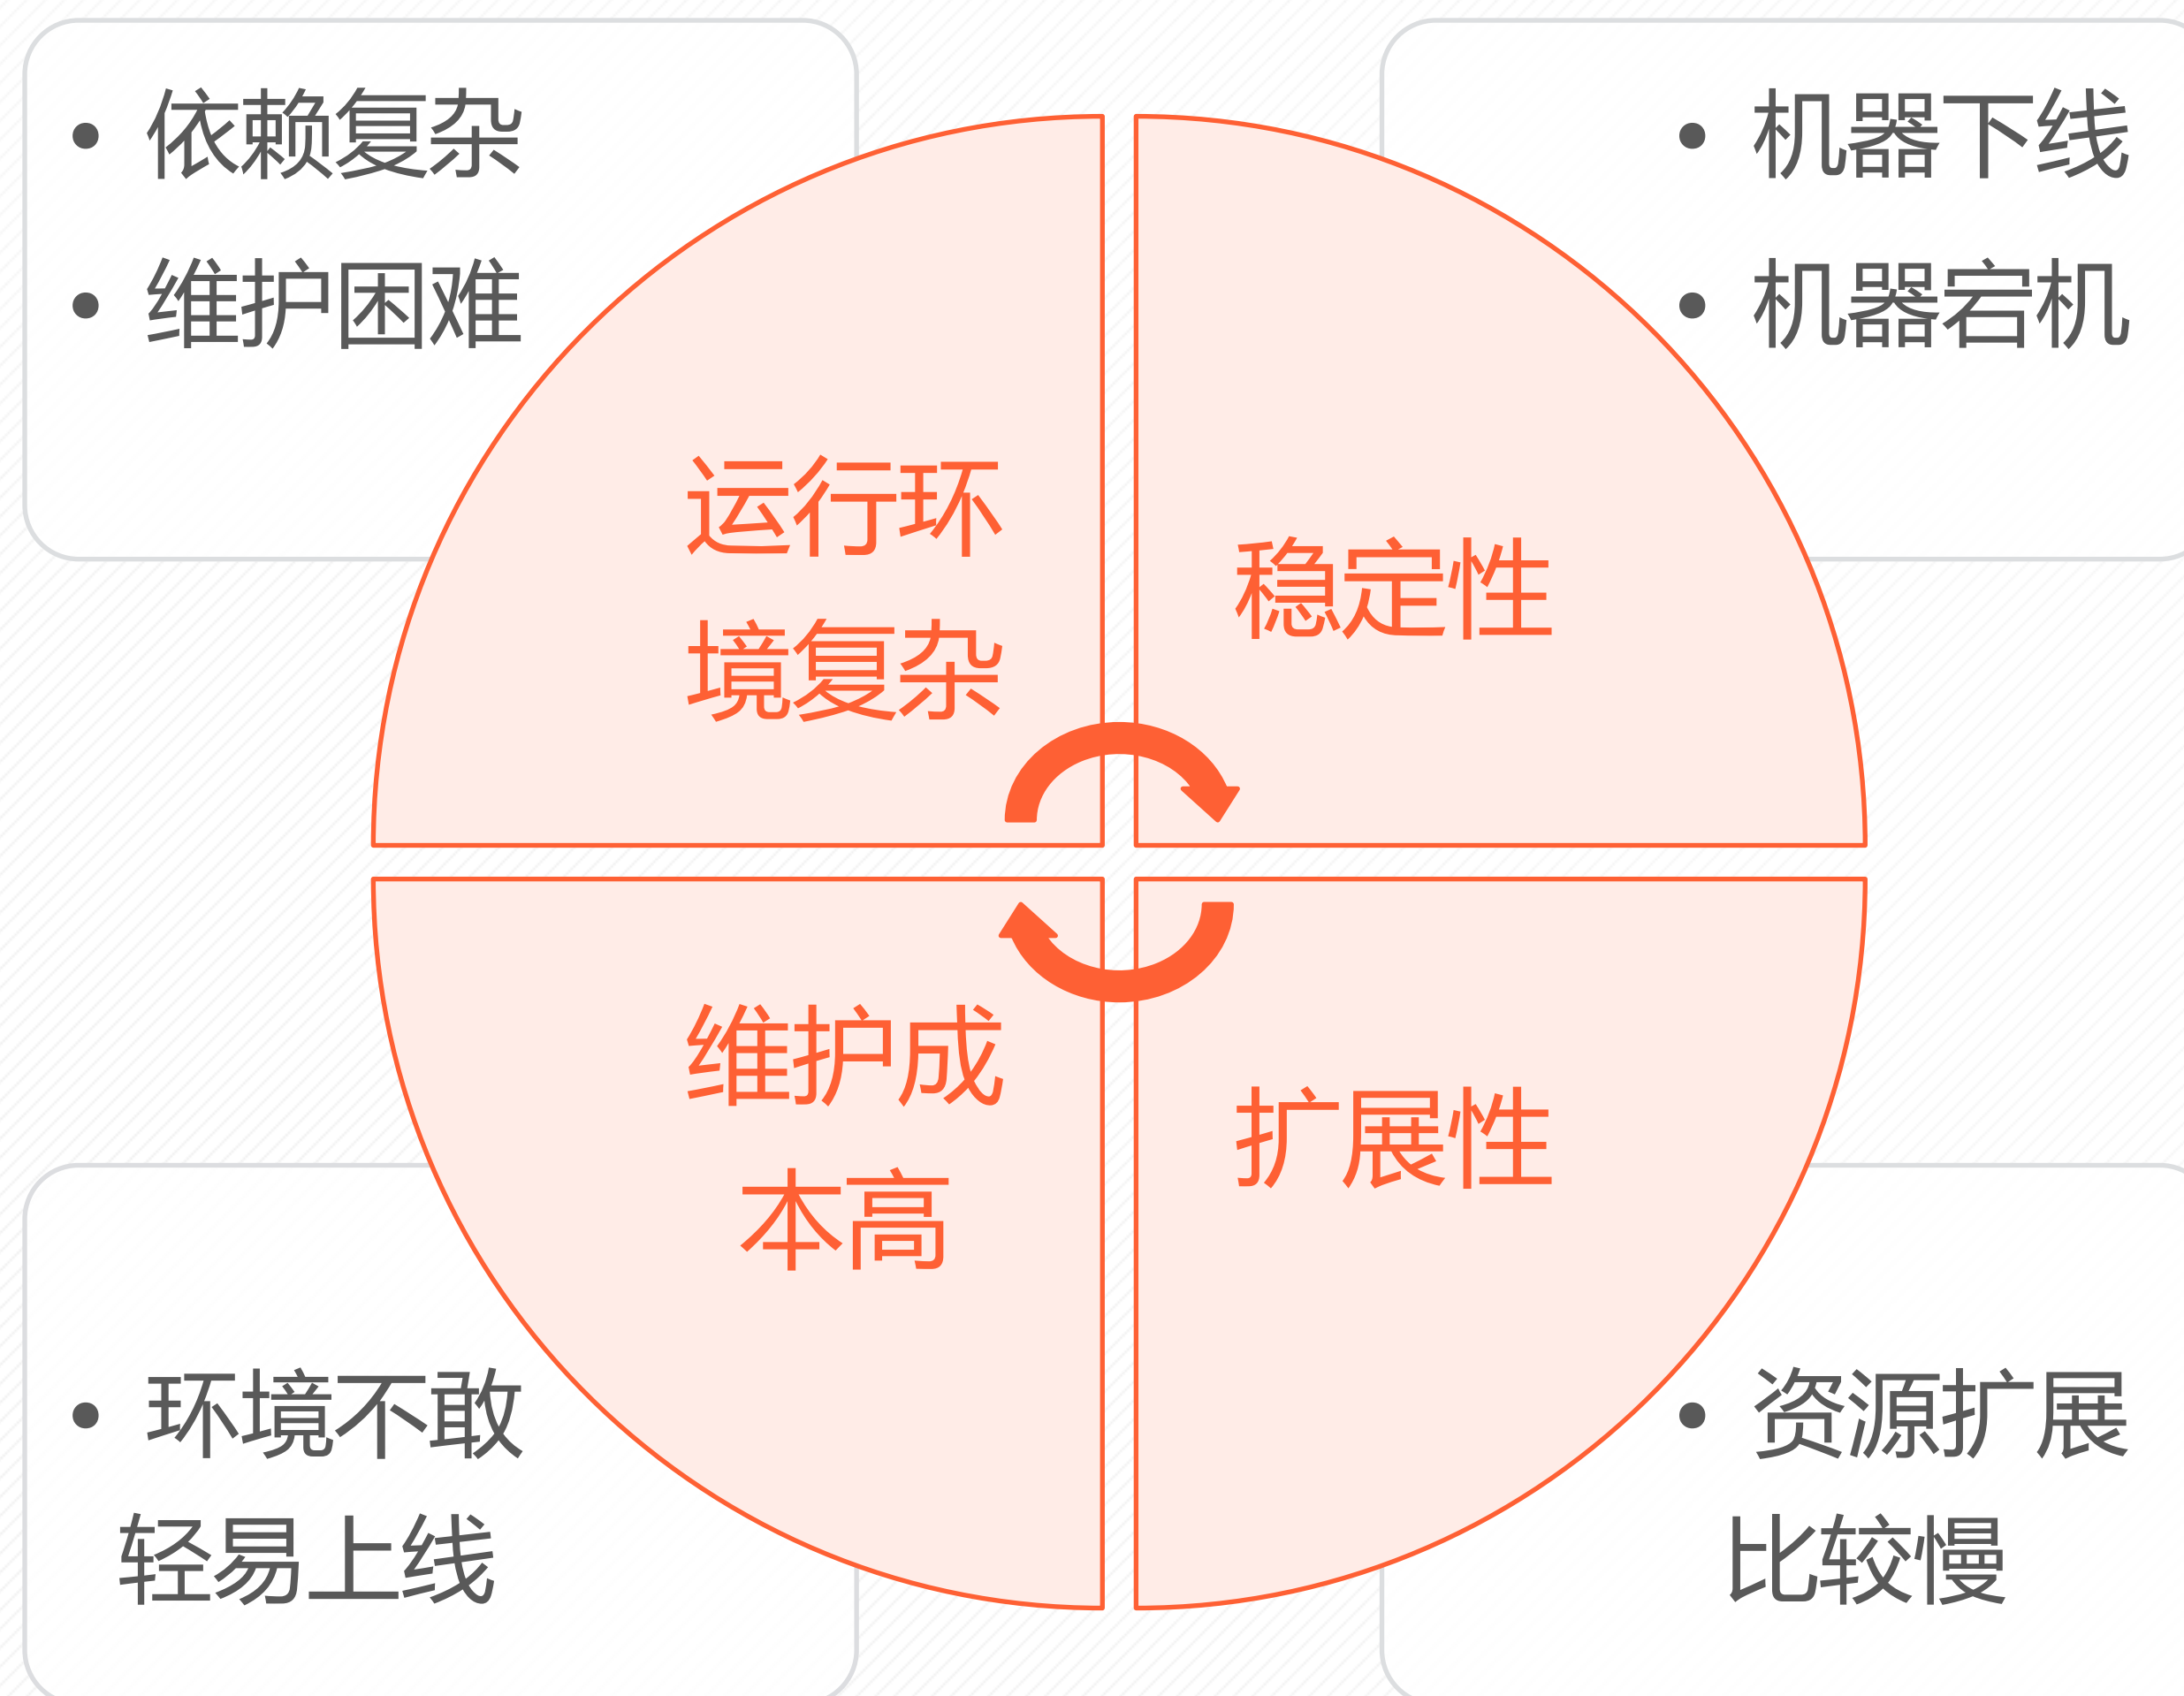 • 依赖复杂
• 维护困难
• 机器下线
• 机器宕机
运行环
境复杂
稳定性
维护成
本高
扩展性
• 环境不敢
轻易上线
• 资源扩展
比较慢